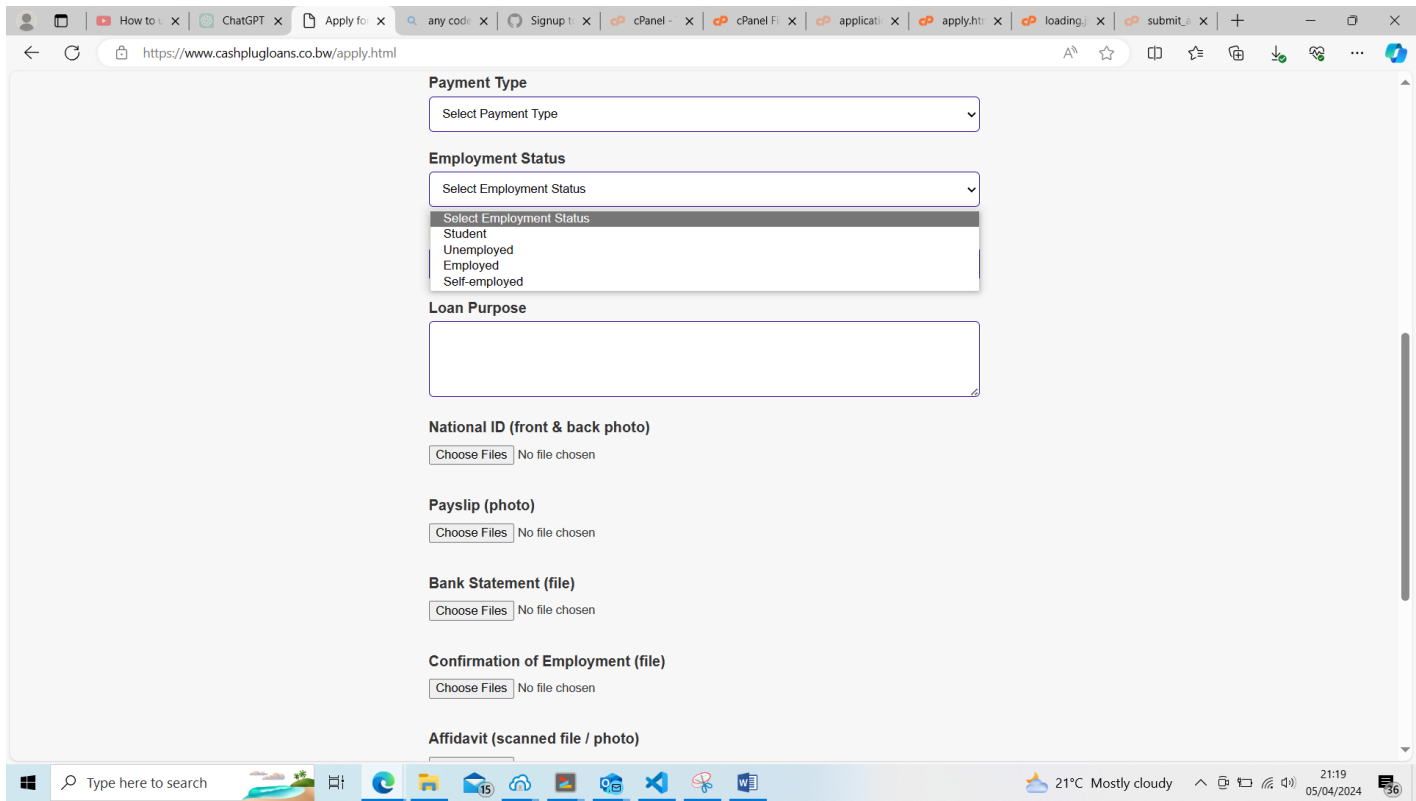 How to u
ChatGPT
Apply for
any code
Signup t
cPanel -
cPanel Fi
applicati
apply.htm
loading.j
submit_a
https://www.cashplugloans.co.bw/apply.html
Payment Type
Select Payment Type
Employment Status
Select Employment Status
Select Employment Status
Student
Unemployed
Employed
Self-employed
Loan Purpose
National ID (front & back photo)
Choose Files No file chosen
Payslip (photo)
Choose Files No file chosen
Bank Statement (file)
Choose Files No file chosen
Confirmation of Employment (file)
Choose Files No file chosen
Affidavit (scanned file / photo)
Type here to search
15
21°C Mostly cloudy
21:19
05/04/2024
36